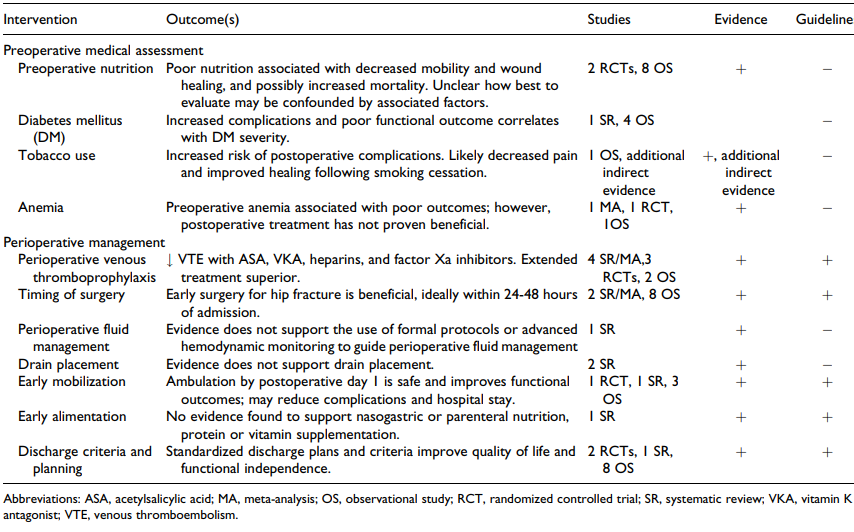 Intervention Outcome(s) Studies Evidence Guideline
Preoperative medical assessment
Preoperative nutrition Poor nutrition associated with decreased mobility and wound 2 RCTs, 8 OS + −
healing, and possibly increased mortality. Unclear how best to
evaluate may be confounded by associated factors.
Diabetes mellitus Increased complications and poor functional outcome correlates 1 SR, 4 OS −
(DM) with DM severity.
Tobacco use Increased risk of postoperative complications. Likely decreased pain 1 OS, additional +, additional −
and improved healing following smoking cessation. indirect indirect
evidence evidence
Anemia Preoperative anemia associated with poor outcomes; however, 1 MA, 1 RCT, + −
postoperative treatment has not proven beneficial. 1OS
Perioperative management
Perioperative venous ↓ VTE with ASA, VKA, heparins, and factor Xa inhibitors. Extended 4 SR/MA,3 + +
thromboprophylaxis treatment superior. RCTs, 2 OS
Timing of surgery Early surgery for hip fracture is beneficial, ideally within 24-48 hours 2 SR/MA, 8 OS + +
of admission.
Perioperative fluid Evidence does not support the use of formal protocols or advanced 1 SR + −
management hemodynamic monitoring to guide perioperative fluid management
Drain placement Evidence does not support drain placement. 2 SR + −
Early mobilization Ambulation by postoperative day 1 is safe and improves functional 1 RCT, 1 SR, 3 + +
outcomes; may reduce complications and hospital stay. OS
Early alimentation No evidence found to support nasogastric or parenteral nutrition, 1 SR + +
protein or vitamin supplementation.
Discharge criteria and Standardized discharge plans and criteria improve quality of life and 2 RCTs, 1 SR, + +
planning functional independence. 8 OS
Abbreviations: ASA, acetylsalicylic acid; MA, meta-analysis; OS, observational study; RCT, randomized controlled trial; SR, systematic review; VKA, vitamin K
antagonist; VTE, venous thromboembolism.